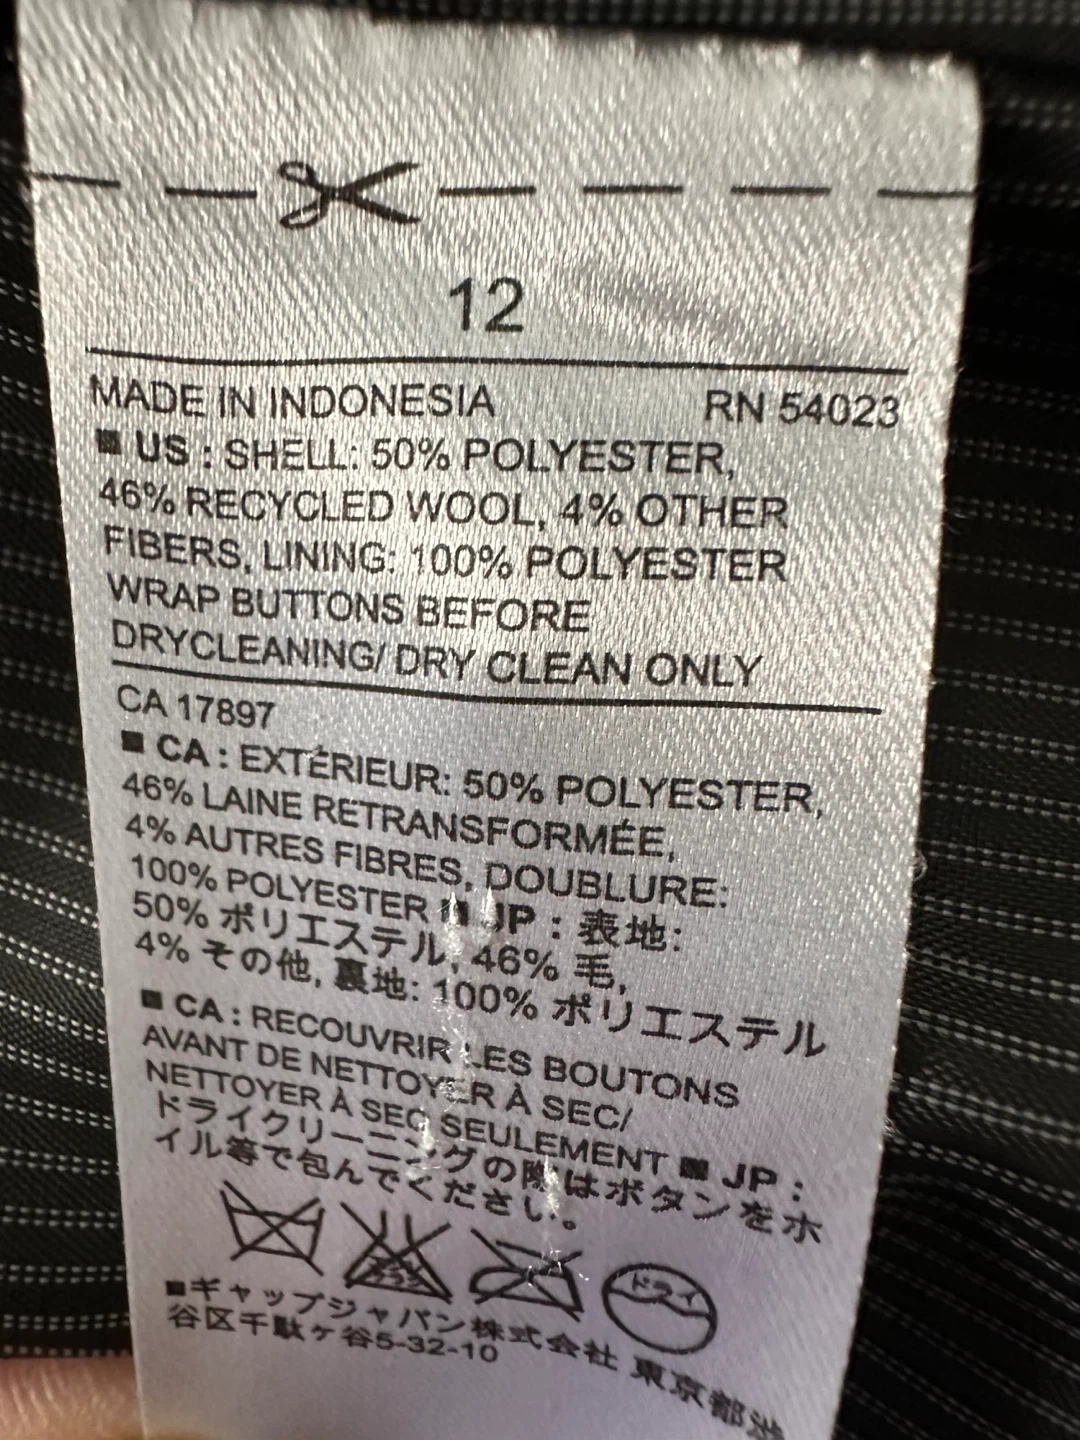 12
MADE IN INDONESIA RN 54023
■ US : SHELL: 50% POLYESTER,
46% RECYCLED WOOL, 4% OTHER
FIBERS, LINING: 100% POLYESTER
WRAP BUTTONS BEFORE
DRYCLEANING/ DRY CLEAN ONLY
CA 17897
■ CA : EXTÉRIEUR: 50% POLYESTER,
46% LAINE RETRANSFORMÉE,
4% AUTRES FIBRES, DOUBLURE:
100% POLYESTER ■ JP : 表地:
50% ポリエステル, 46% 毛,
4% その他, 裏地: 100% ポリエステル
■ CA : RECOUVRIR LES BOUTONS
AVANT DE NETTOYER À SEC/
NETTOYER À SEC SEULEMENT ■ JP :
ドライクリーニングの際はボタンをホ
イル等で包んでください。
ドライ
■ギャップジャパン株式会社 東京都渋
谷区千駄ヶ谷5-32-10